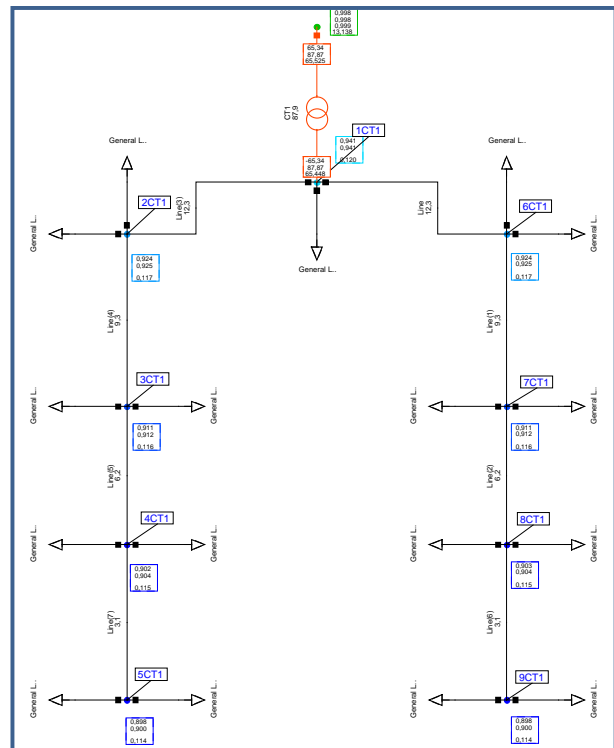 0,998
0,998
0,999
13,138
65,34
87,87
65,525
CT1
87,9
1CT1
0,941
0,941
0,120
-65,34
87,87
65,448
General L..
General L..
2CT1
Line(3)
12,3
Line
12,3
6CT1
General L..
General L..
General L..
0,924
0,925
0,117
0,924
0,925
0,117
Line(4)
9,3
Line(1)
9,3
3CT1
7CT1
General L..
General L..
General L..
General L..
0,911
0,912
0,116
0,911
0,912
0,116
Line(5)
6,2
Line(2)
6,2
4CT1
8CT1
General L..
General L..
General L..
General L..
0,902
0,904
0,115
0,903
0,904
0,115
Line(7)
3,1
Line(6)
3,1
5CT1
9CT1
General L..
General L..
General L..
General L..
0,898
0,900
0,114
0,898
0,900
0,114